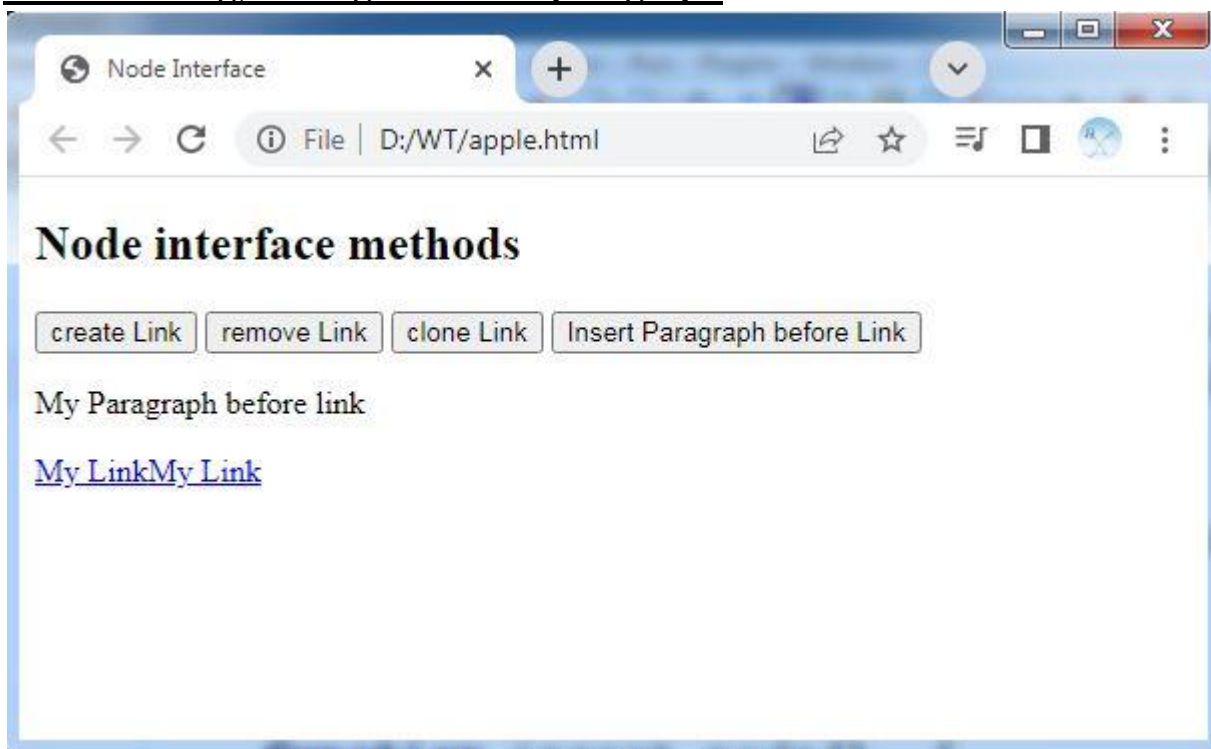 Node Interface
File | D:/WT/apple.html
Node interface methods
create Link remove Link clone Link Insert Paragraph before Link
My Paragraph before link
My LinkMy Link